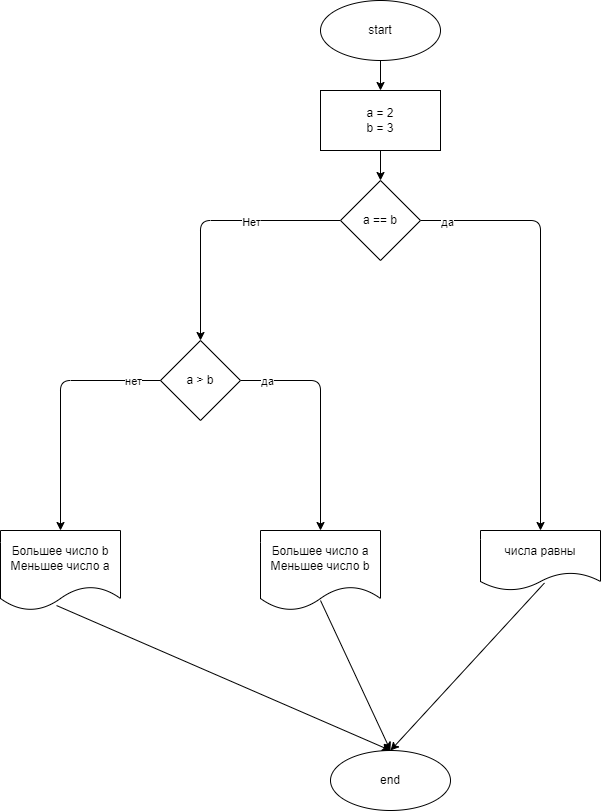 start
a = 2
b = 3
a == b
Нет
да
a > b
нет
да
Большее число b
Меньшее число a
Большее число a
Меньшее число b
числа равны
end